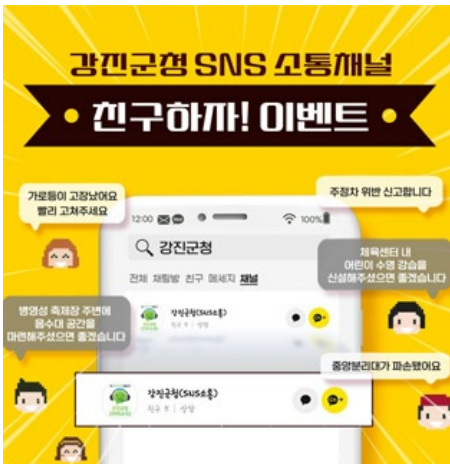 강진군청 SNS 소통채널
친구하자! 이벤트
가로등이 고장났어요
빨리 고쳐주세요
주정차 위반 신고합니다
12:00
100%
강진군청
체육센터 내
어린이 수영 강습을
신설해주셨으면 좋겠습니다
전체 채팅방 친구 메세지 채널
병영성 축제장 주변에
음수대 공간을
마련해주셨으면 좋겠습니다
강진군청(SNS소통)
친구
중앙분리대가 파손됐어요
강진군청(SNS소통)
친구